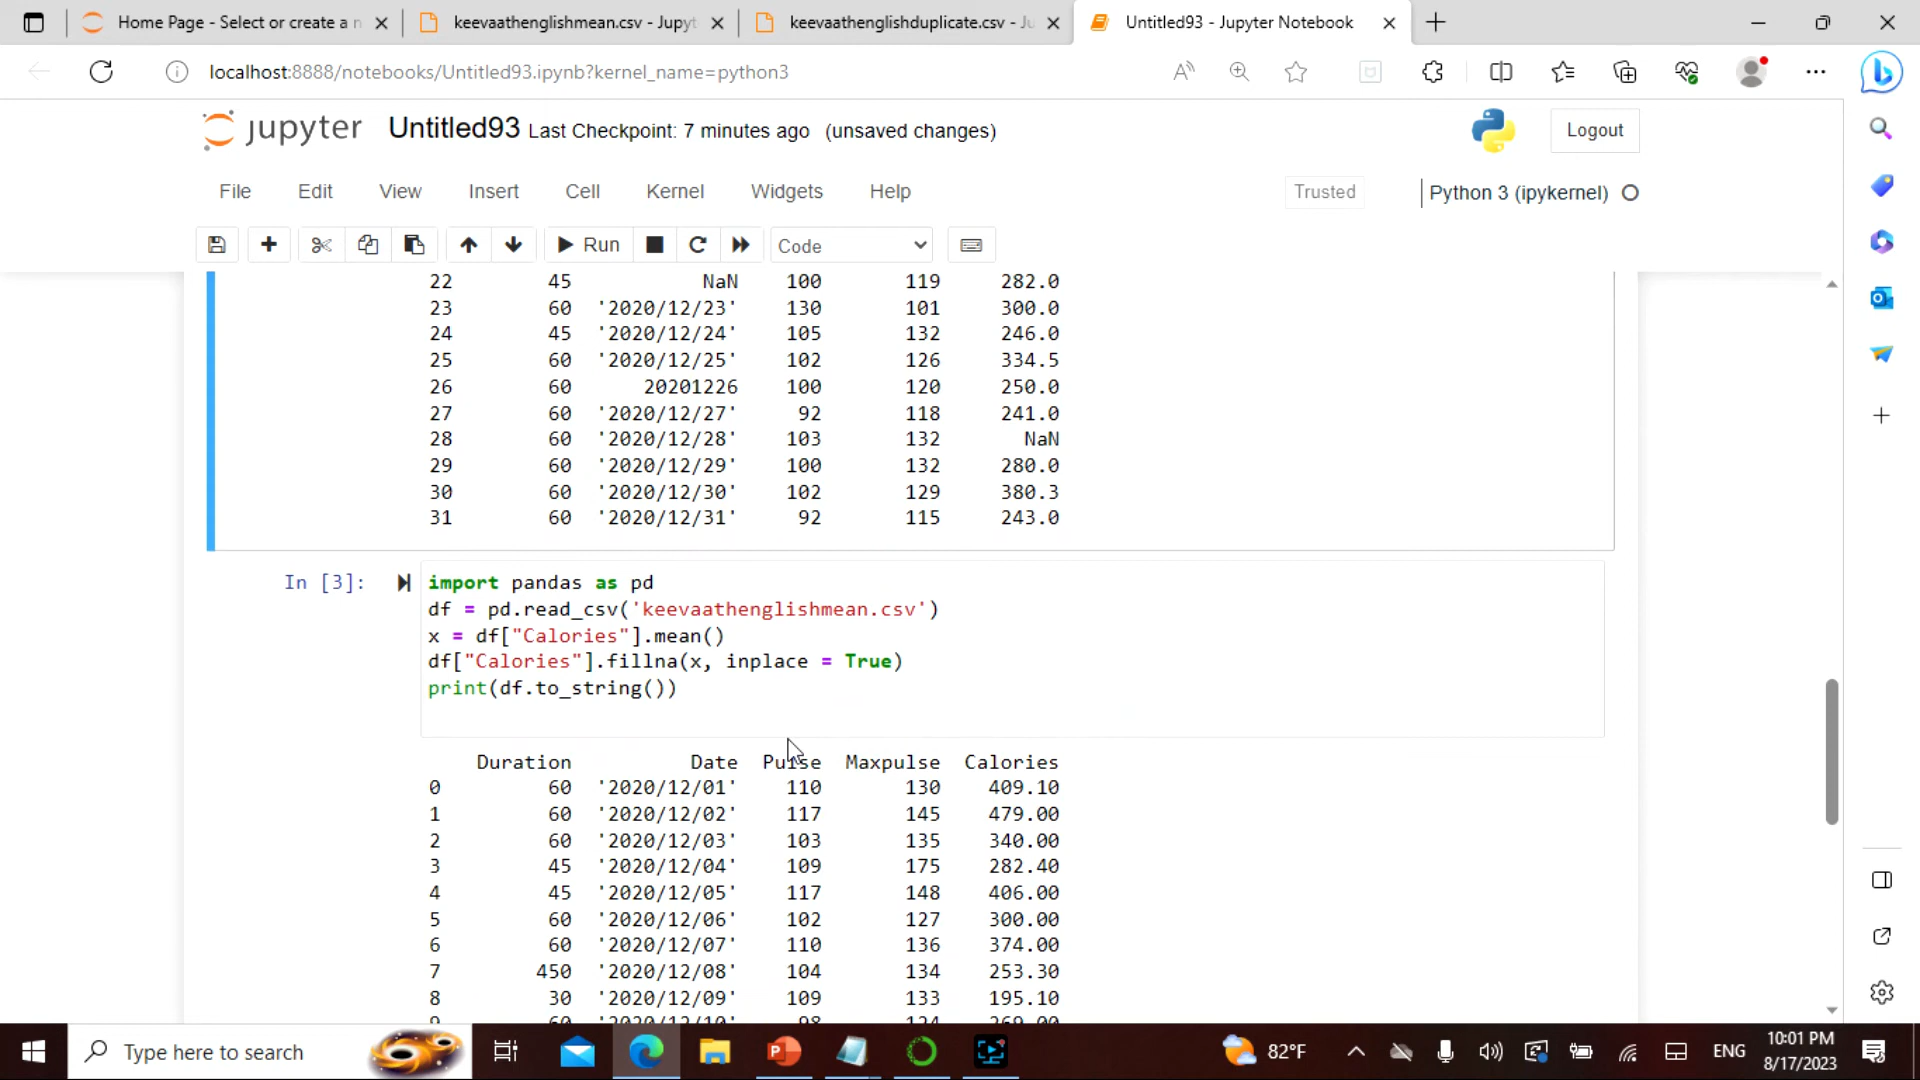 Home Page - Select or create a n
keevaathenglishmean.csv - Jupyt
keevaathenglishduplicate.csv - Ju
Untitled93 - Jupyter Notebook
localhost:8888/notebooks/Untitled93.ipynb?kernel_name=python3
jupyter Untitled93 Last Checkpoint: 7 minutes ago (unsaved changes)
Logout
File Edit View Insert Cell Kernel Widgets Help
Trusted
Python 3 (ipykernel)
Run
Code
22 45 NaN 100 119 282.0
23 60 '2020/12/23' 130 101 300.0
24 45 '2020/12/24' 105 132 246.0
25 60 '2020/12/25' 102 126 334.5
26 60 20201226 100 120 250.0
27 60 '2020/12/27' 92 118 241.0
28 60 '2020/12/28' 103 132 NaN
29 60 '2020/12/29' 100 132 280.0
30 60 '2020/12/30' 102 129 380.3
31 60 '2020/12/31' 92 115 243.0
In [3]:
import pandas as pd
df = pd.read_csv('keevaathenglishmean.csv')
x = df["Calories"].mean()
df["Calories"].fillna(x, inplace = True)
print(df.to_string())
Duration Date Pulse Maxpulse Calories
0 60 '2020/12/01' 110 130 409.10
1 60 '2020/12/02' 117 145 479.00
2 60 '2020/12/03' 103 135 340.00
3 45 '2020/12/04' 109 175 282.40
4 45 '2020/12/05' 117 148 406.00
5 60 '2020/12/06' 102 127 300.00
6 60 '2020/12/07' 110 136 374.00
7 450 '2020/12/08' 104 134 253.30
8 30 '2020/12/09' 109 133 195.10
9 60 '2020/12/10' 98 124 269.00
Type here to search
82°F
ENG
10:01 PM
8/17/2023